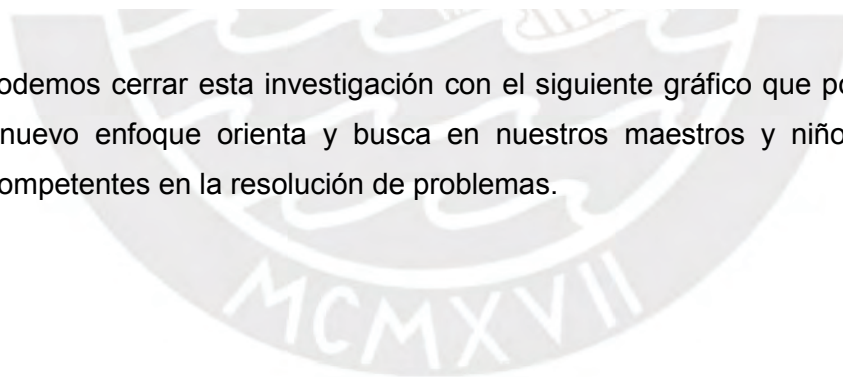 odemos cerrar esta investigación con el siguiente gráfico que po
nuevo enfoque orienta y busca en nuestros maestros y niño
ompetentes en la resolución de problemas.
MCMXVII